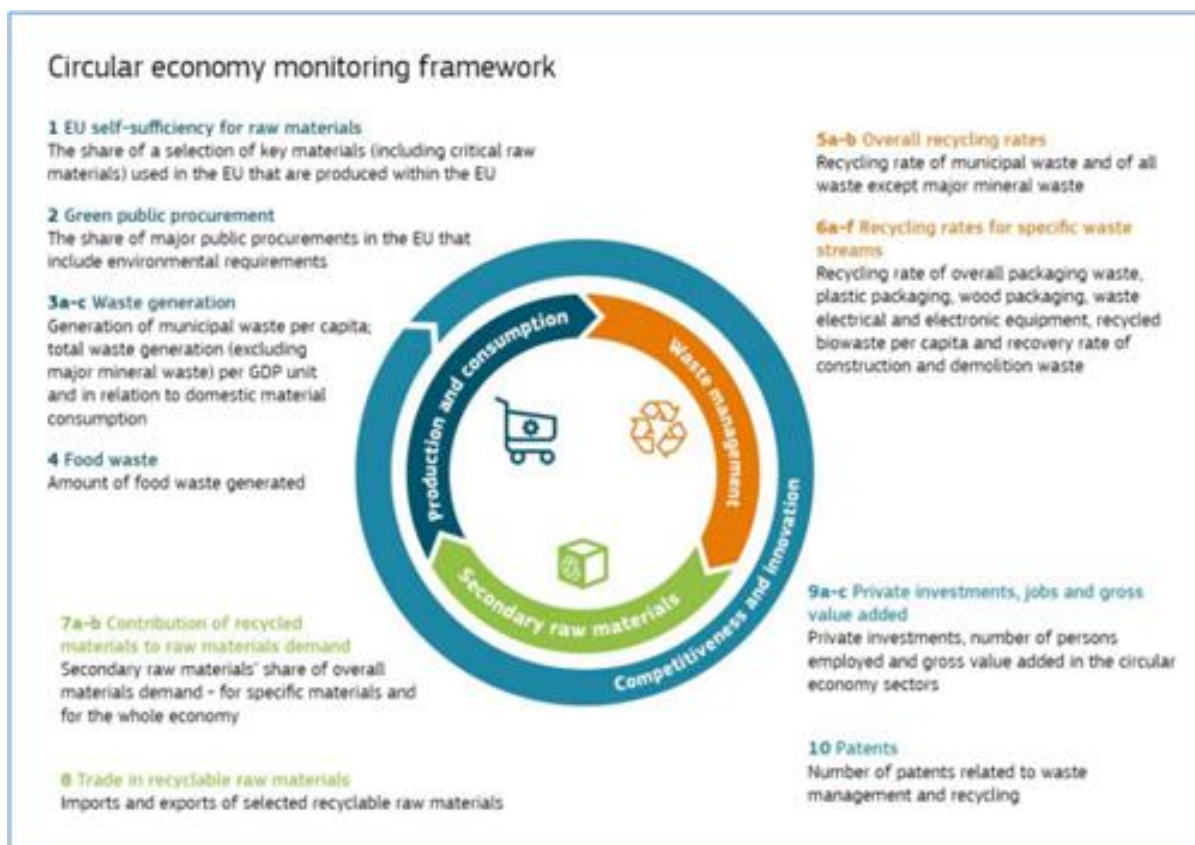 Circular economy monitoring framework
1 EU self-sufficiency for raw materials
The share of a selection of key materials (including critical raw
materials) used in the EU that are produced within the EU
2 Green public procurement
The share of major public procurements in the EU that
include environmental requirements
3a-c Waste generation
Generation of municipal waste per capita;
total waste generation (excluding
major mineral waste) per GDP unit
and in relation to domestic material
consumption
4 Food waste
Amount of food waste generated
5a-b Overall recycling rates
Recycling rate of municipal waste and of all
waste except major mineral waste
6a-f Recycling rates for specific waste
streams
Recycling rate of overall packaging waste,
plastic packaging, wood packaging, waste
electrical and electronic equipment, recycled
biowaste per capita and recovery rate of
construction and demolition waste
Production and consumption
Waste management
Secondary raw materials
Competitiveness and innovation
7a-b Contribution of recycled
materials to raw materials demand
Secondary raw materials' share of overall
materials demand - for specific materials and
for the whole economy
8 Trade in recyclable raw materials
Imports and exports of selected recyclable raw materials
9a-c Private investments, jobs and gross
value added
Private investments, number of persons
employed and gross value added in the circular
economy sectors
10 Patents
Number of patents related to waste
management and recycling